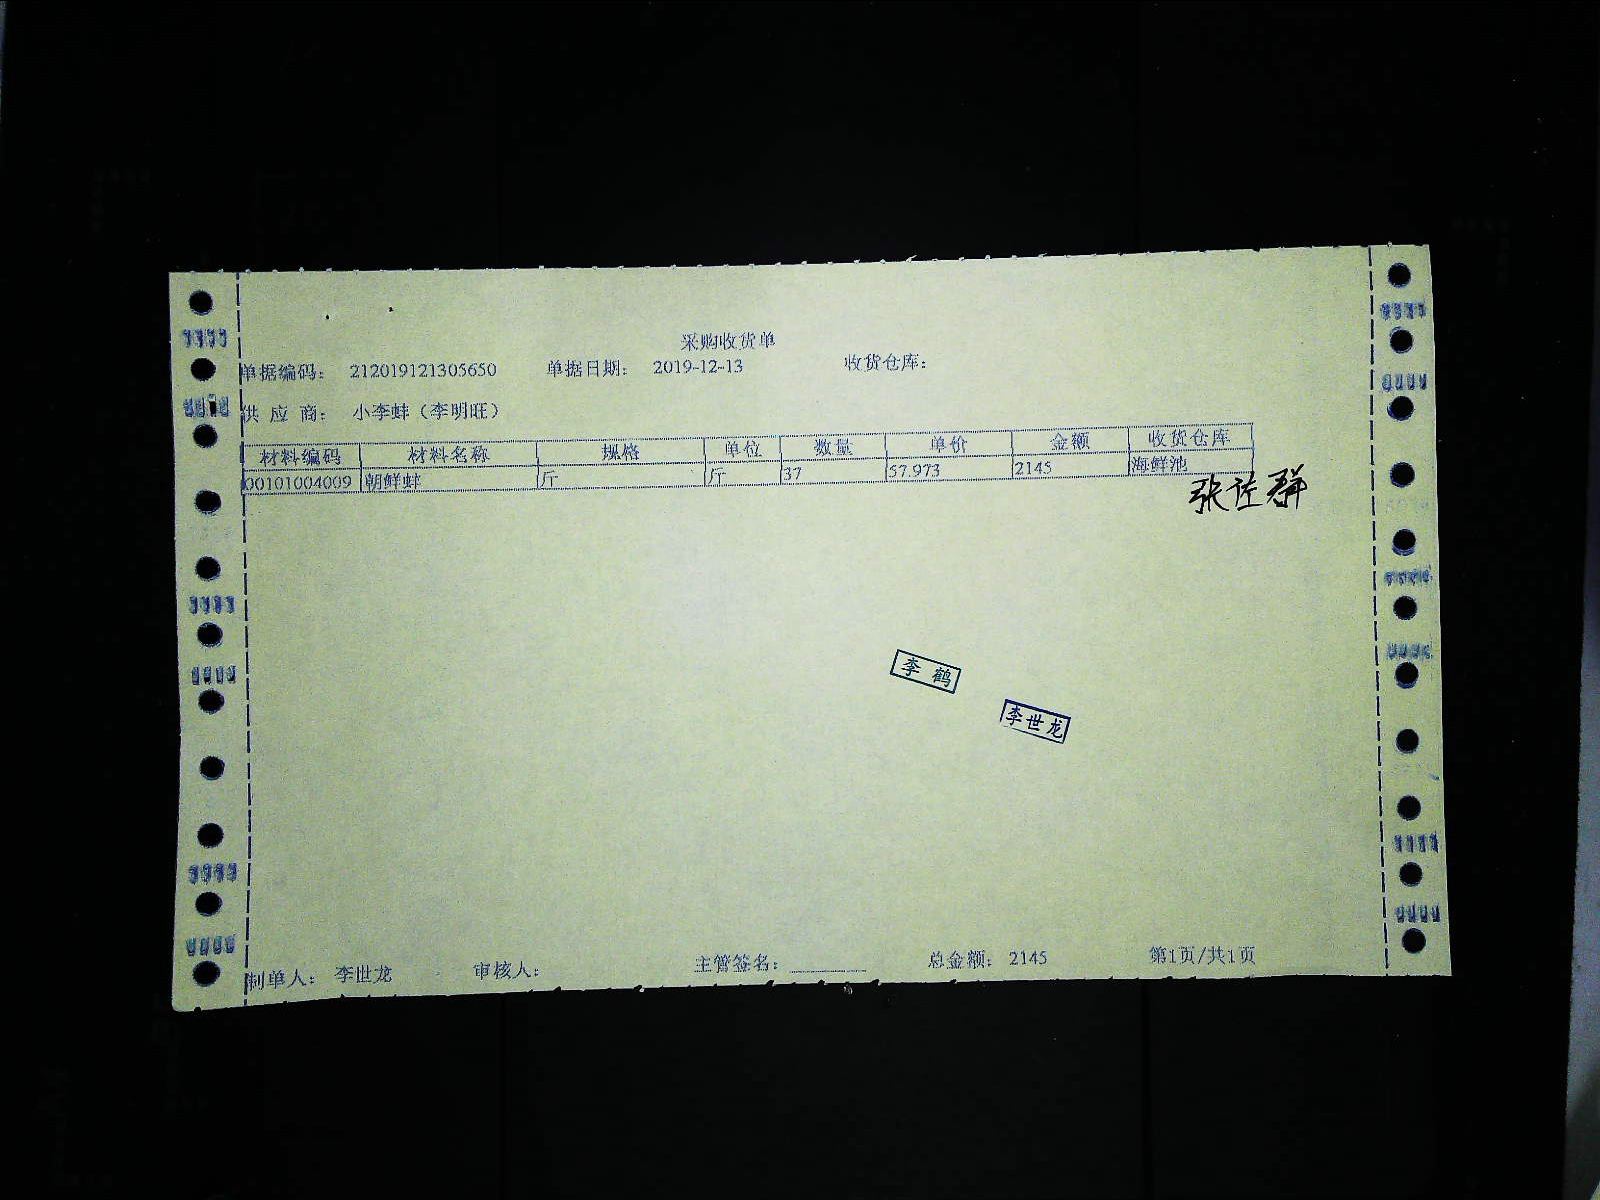 采购收货单
单据编码： 212019121305650 单据日期： 2019-12-13 收货仓库：
供 应 商： 小李蚌（李明旺）
材料编码 材料名称 规格 单位 数量 单价 金额 收货仓库
00101004009 朝鲜蚌 斤 斤 37 57.973 2145 海鲜池
张佐群
李鹤
李世龙
制单人： 李世龙 审核人： 主管签名： 总金额： 2145 第1页/共1页